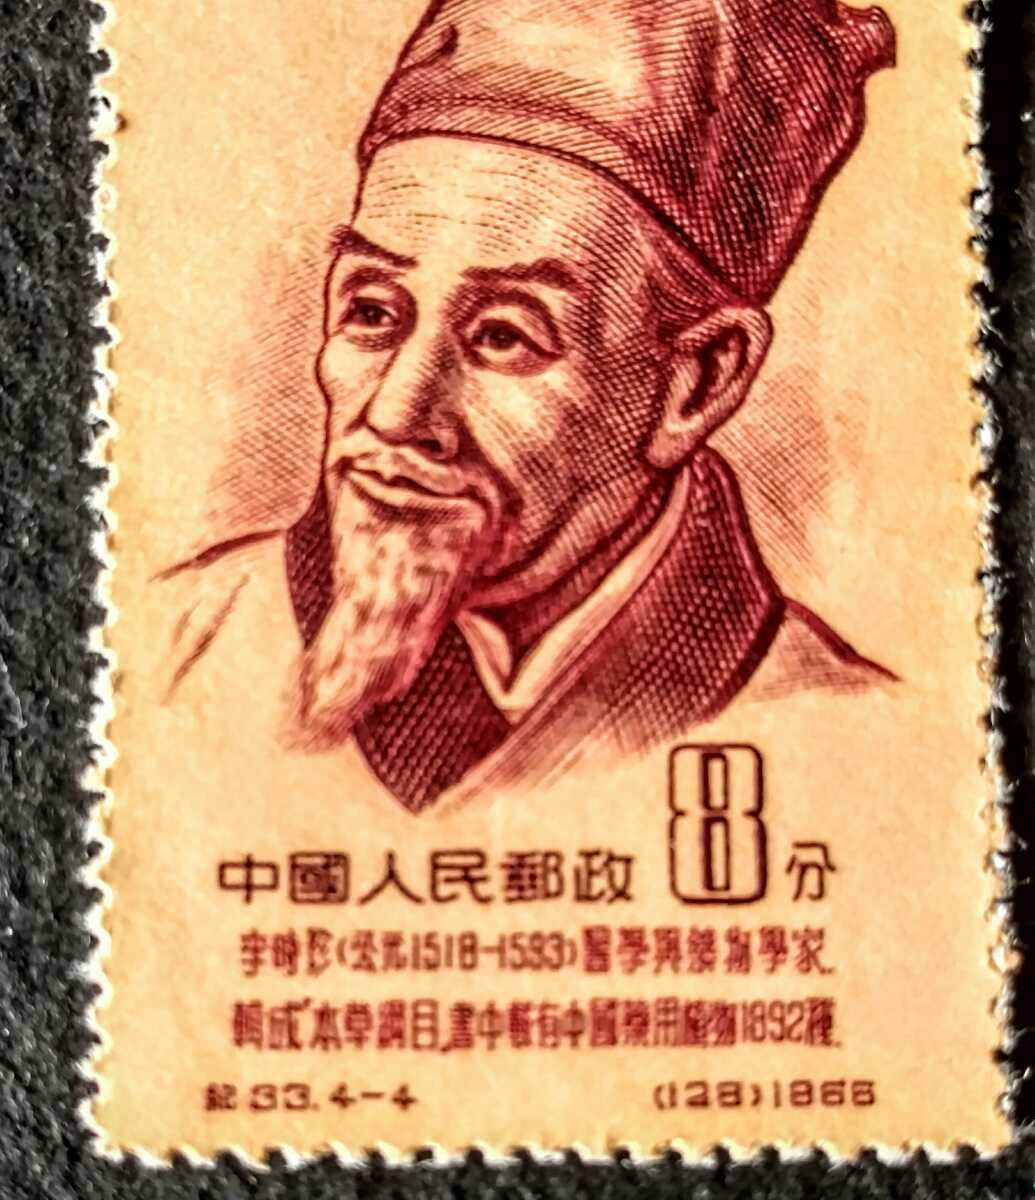 中國人民郵政 8分
李時珍(公元1518-1593)醫學與藥物學家.
輯成"本草綱目",書中載有中國藥用植物1892種.
紀33.4-4 (128)1955